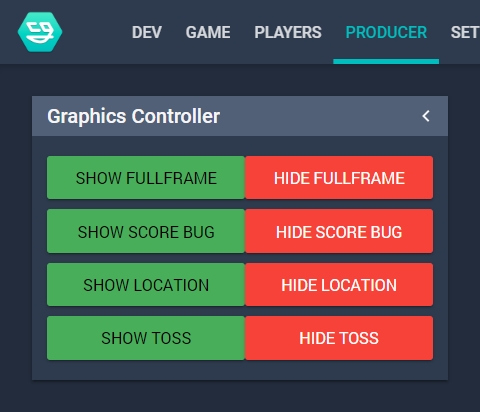 DEV GAME PLAYERS PRODUCER SET
Graphics Controller
SHOW FULLFRAME HIDE FULLFRAME
SHOW SCORE BUG HIDE SCORE BUG
SHOW LOCATION HIDE LOCATION
SHOW TOSS HIDE TOSS